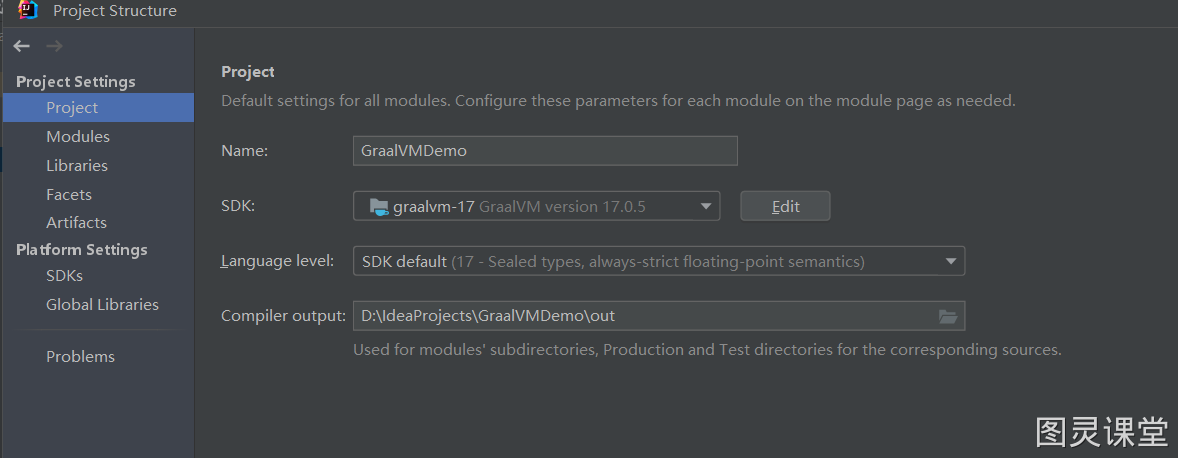 Project Structure
Project Settings
Project
Modules
Libraries
Facets
Artifacts
Platform Settings
SDKs
Global Libraries
Problems
Project
Default settings for all modules. Configure these parameters for each module on the module page as needed.
Name: GraalVMDemo
SDK: graalvm-17 GraalVM version 17.0.5 Edit
Language level: SDK default (17 - Sealed types, always-strict floating-point semantics)
Compiler output: D:\IdeaProjects\GraalVMDemo\out
Used for modules' subdirectories, Production and Test directories for the corresponding sources.
图灵课堂